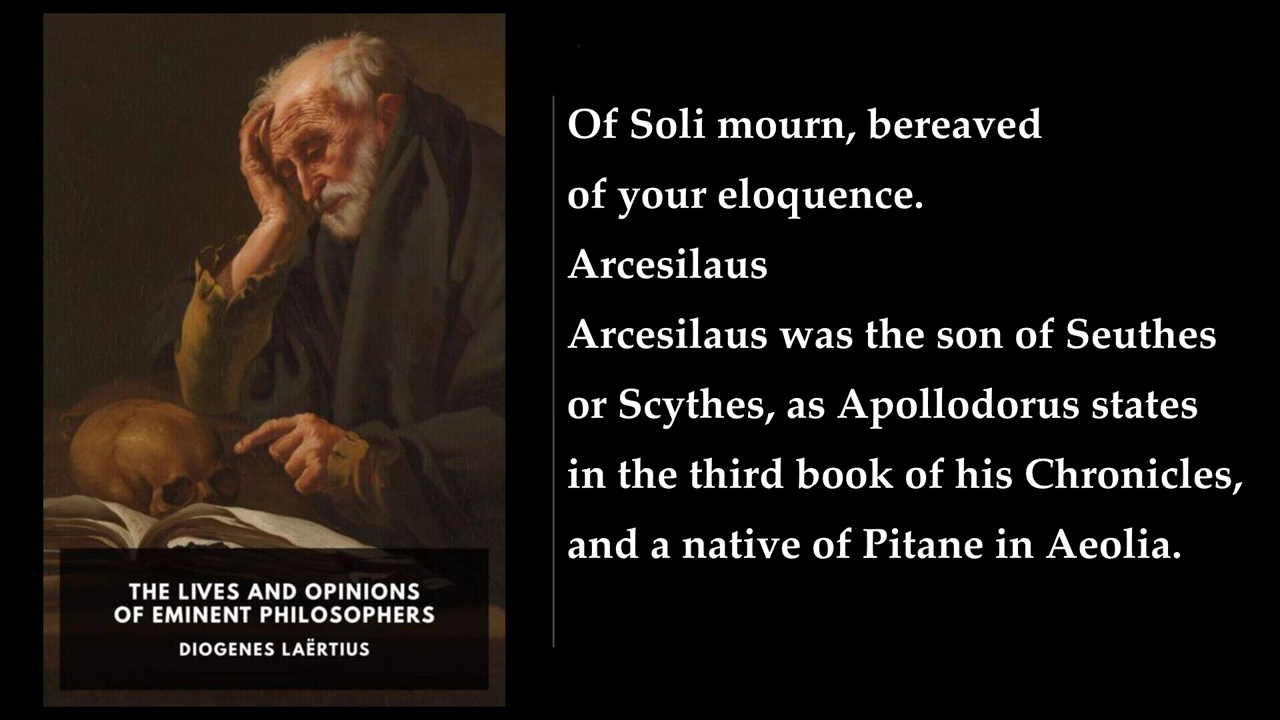 Of Soli mourn, bereaved
of your eloquence.
Arcesilaus
Arcesilaus was the son of Seuthes
or Scythes, as Apollodorus states
in the third book of his Chronicles,
and a native of Pitane in Aeolia.
THE LIVES AND OPINIONS
OF EMINENT PHILOSOPHERS
DIOGENES LAËRTIUS